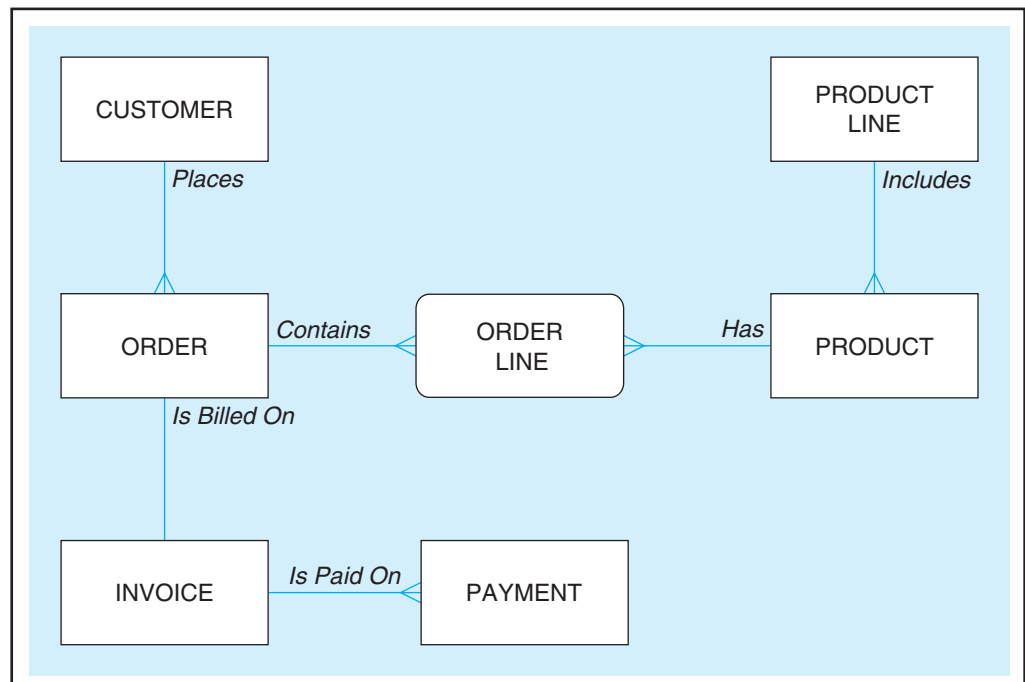 CUSTOMER
PRODUCT
LINE
Places
Includes
ORDER
Contains
ORDER
LINE
Has
PRODUCT
Is Billed On
INVOICE
Is Paid On
PAYMENT